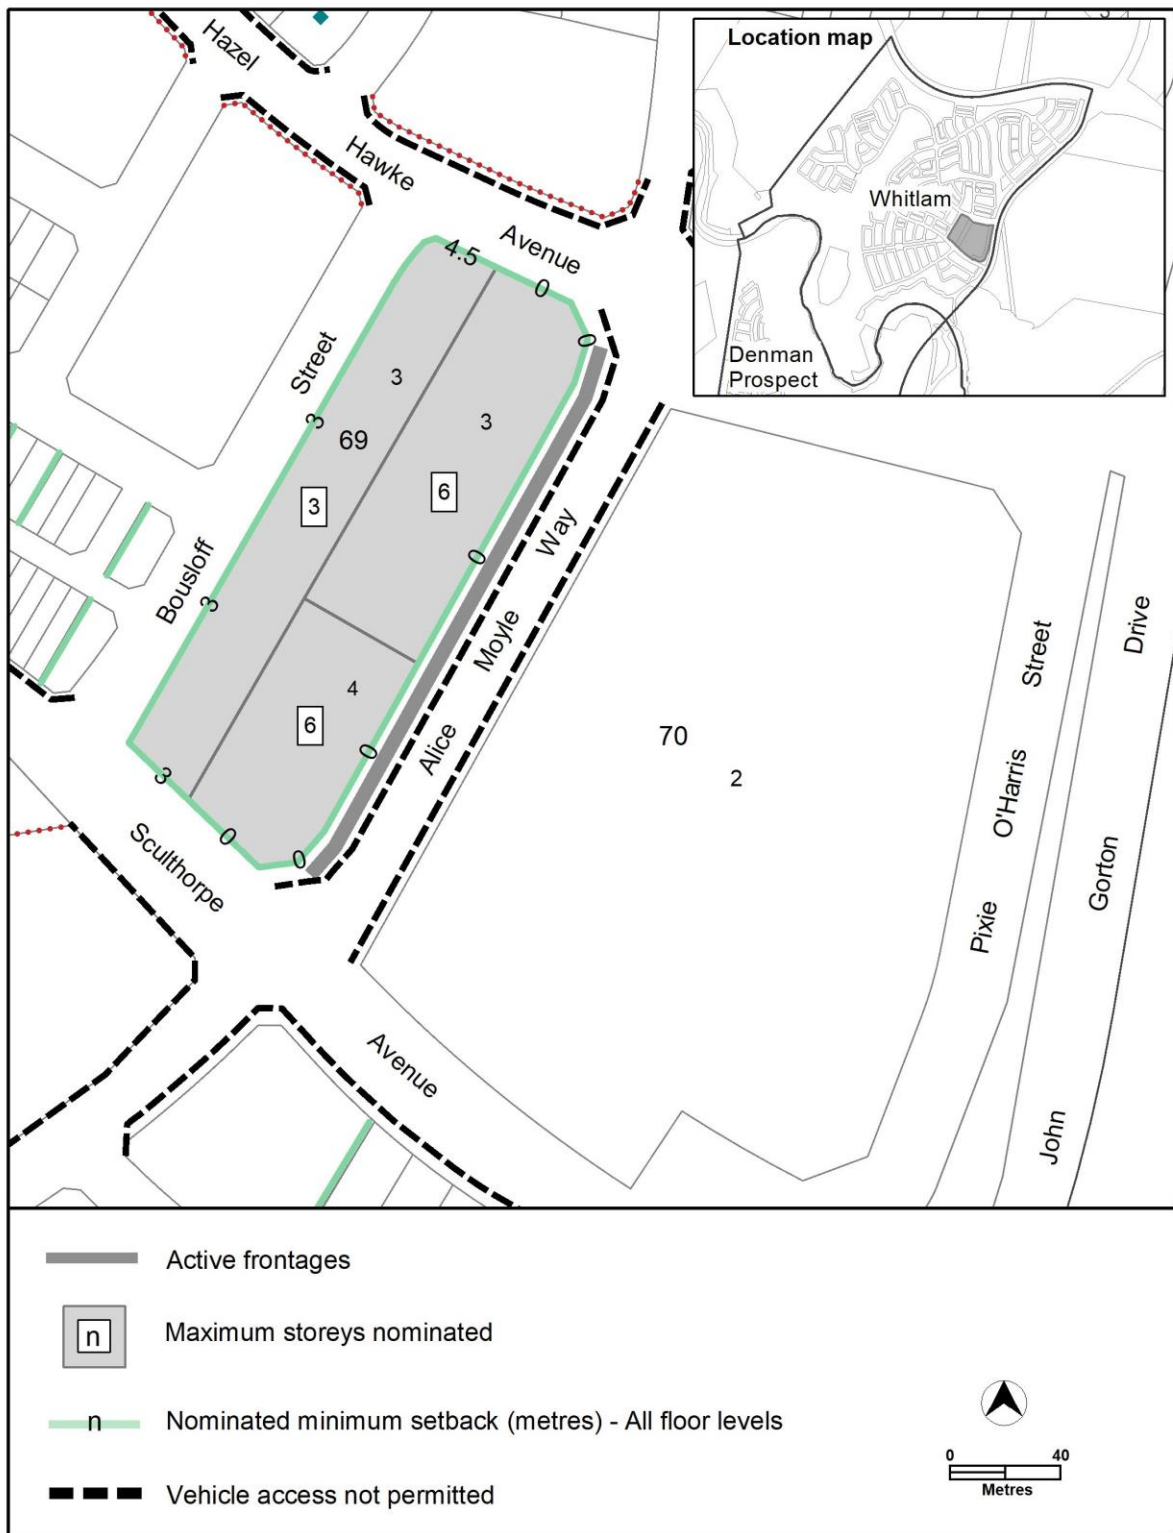 Location map
Whitlam
Denman
Prospect
3
Hazel
Hawke
Avenue
4.5
0
0
Street
3
3
3
69
3
6
3
0
Way
Bousloff
3
Moyle
4
6
0
Alice
3
0
0
Sculthorpe
Avenue
70
2
Street
O'Harris
Pixie
Drive
Gorton
John
Active frontages
n Maximum storeys nominated
n Nominated minimum setback (metres) - All floor levels
Vehicle access not permitted
0 40
Metres